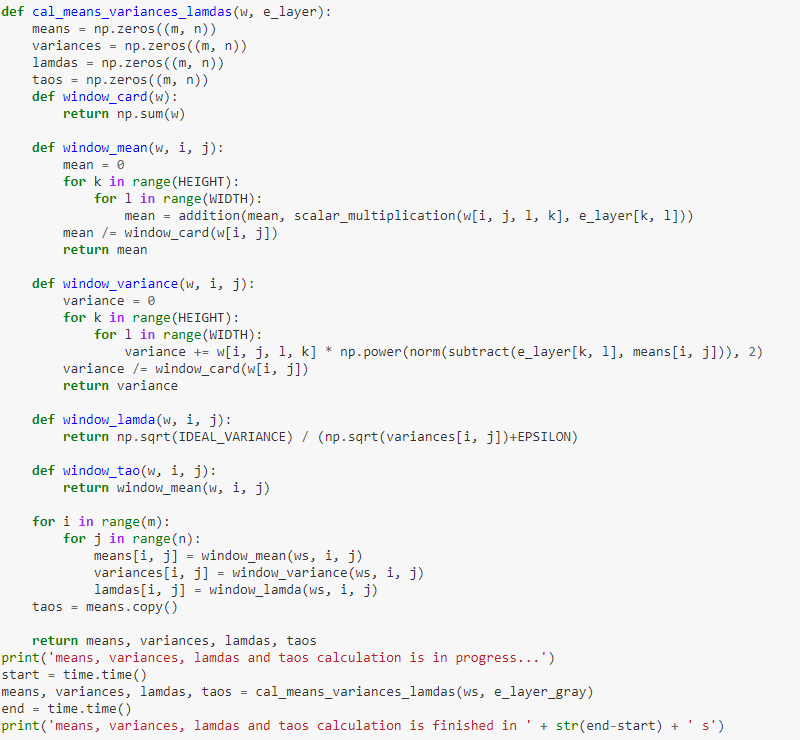 def cal_means_variances_lamdas(w, e_layer):
    means = np.zeros((m, n))
    variances = np.zeros((m, n))
    lamdas = np.zeros((m, n))
    taos = np.zeros((m, n))
    def window_card(w):
        return np.sum(w)

    def window_mean(w, i, j):
        mean = 0
        for k in range(HEIGHT):
            for l in range(WIDTH):
                mean = addition(mean, scalar_multiplication(w[i, j, l, k], e_layer[k, l]))
        mean /= window_card(w[i, j])
        return mean

    def window_variance(w, i, j):
        variance = 0
        for k in range(HEIGHT):
            for l in range(WIDTH):
                variance += w[i, j, l, k] * np.power(norm(subtract(e_layer[k, l], means[i, j])), 2)
        variance /= window_card(w[i, j])
        return variance

    def window_lamda(w, i, j):
        return np.sqrt(IDEAL_VARIANCE) / (np.sqrt(variances[i, j])+EPSILON)

    def window_tao(w, i, j):
        return window_mean(w, i, j)

    for i in range(m):
        for j in range(n):
            means[i, j] = window_mean(ws, i, j)
            variances[i, j] = window_variance(ws, i, j)
            lamdas[i, j] = window_lamda(ws, i, j)
    taos = means.copy()

    return means, variances, lamdas, taos
print('means, variances, lamdas and taos calculation is in progress...')
start = time.time()
means, variances, lamdas, taos = cal_means_variances_lamdas(ws, e_layer_gray)
end = time.time()
print('means, variances, lamdas and taos calculation is finished in ' + str(end-start) + ' s')